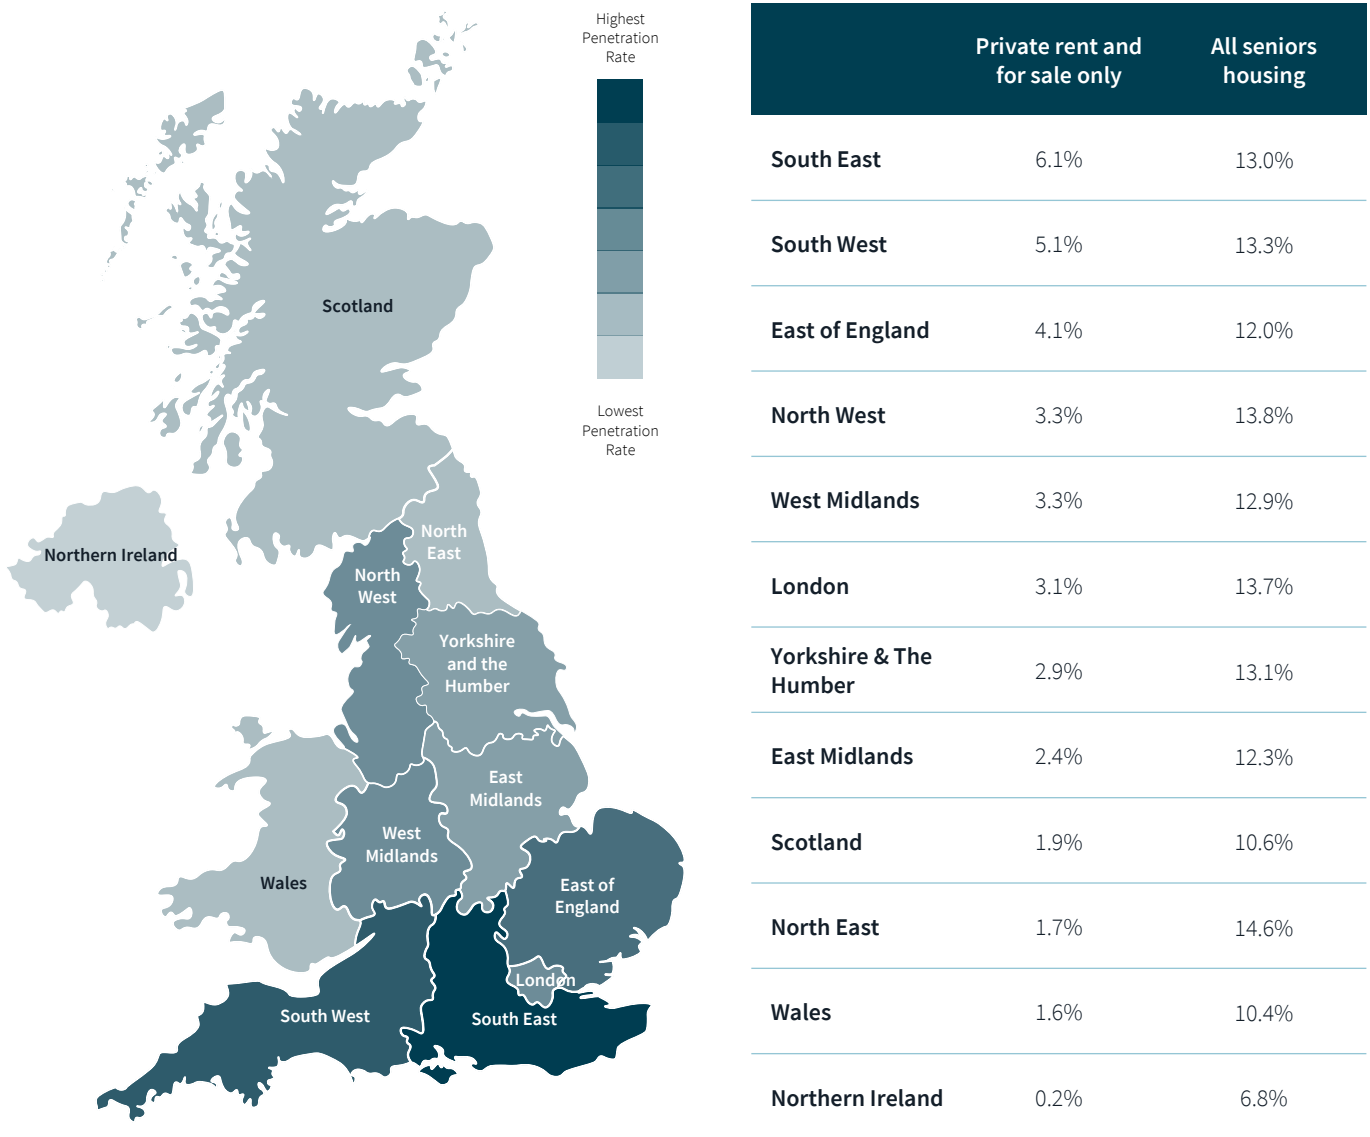 Highest
Penetration
Rate
Lowest
Penetration
Rate
Scotland
Northern Ireland
North
East
North
West
Yorkshire
and the
Humber
East
Midlands
West
Midlands
Wales
East of
England
London
South West
South East
Private rent and
for sale only
All seniors
housing
South East 6.1% 13.0%
South West 5.1% 13.3%
East of England 4.1% 12.0%
North West 3.3% 13.8%
West Midlands 3.3% 12.9%
London 3.1% 13.7%
Yorkshire & The
Humber 2.9% 13.1%
East Midlands 2.4% 12.3%
Scotland 1.9% 10.6%
North East 1.7% 14.6%
Wales 1.6% 10.4%
Northern Ireland 0.2% 6.8%